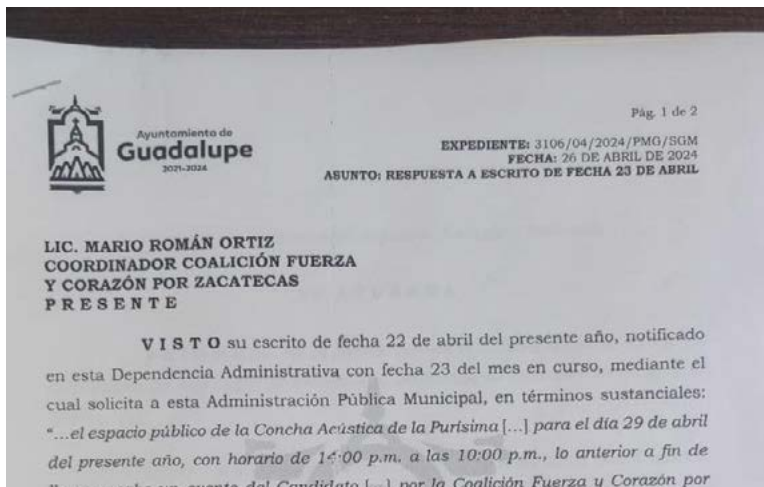 Pág. 1 de 2
Ayuntamiento de
Guadalupe
2021-2024
EXPEDIENTE: 3106/04/2024/PMG/SGM
FECHA: 26 DE ABRIL DE 2024
ASUNTO: RESPUESTA A ESCRITO DE FECHA 23 DE ABRIL
LIC. MARIO ROMÁN ORTIZ
COORDINADOR COALICIÓN FUERZA
Y CORAZÓN POR ZACATECAS
P R E S E N T E
V I S T O su escrito de fecha 22 de abril del presente año, notificado
en esta Dependencia Administrativa con fecha 23 del mes en curso, mediante el
cual solicita a esta Administración Pública Municipal, en términos sustanciales:
"...el espacio público de la Concha Acústica de la Purísima [...] para el día 29 de abril
del presente año, con horario de p.m. a las 10:00 p.m., lo anterior a fin de
un evento del Candidato [...] por la Coalición Fuerza y Corazón por